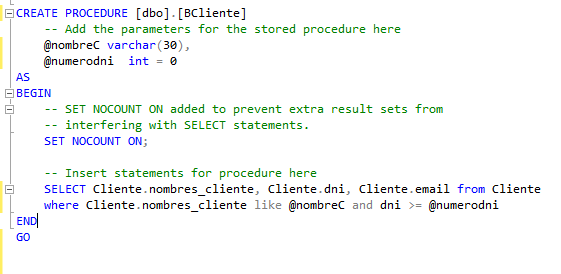 CREATE PROCEDURE [dbo].[BCliente]
-- Add the parameters for the stored procedure here
@nombreC varchar(30),
@numerodni  int = 0
AS
BEGIN
-- SET NOCOUNT ON added to prevent extra result sets from
-- interfering with SELECT statements.
SET NOCOUNT ON;
-- Insert statements for procedure here
SELECT Cliente.nombres_cliente, Cliente.dni, Cliente.email from Cliente
where Cliente.nombres_cliente like @nombreC and dni >= @numerodni
END
GO